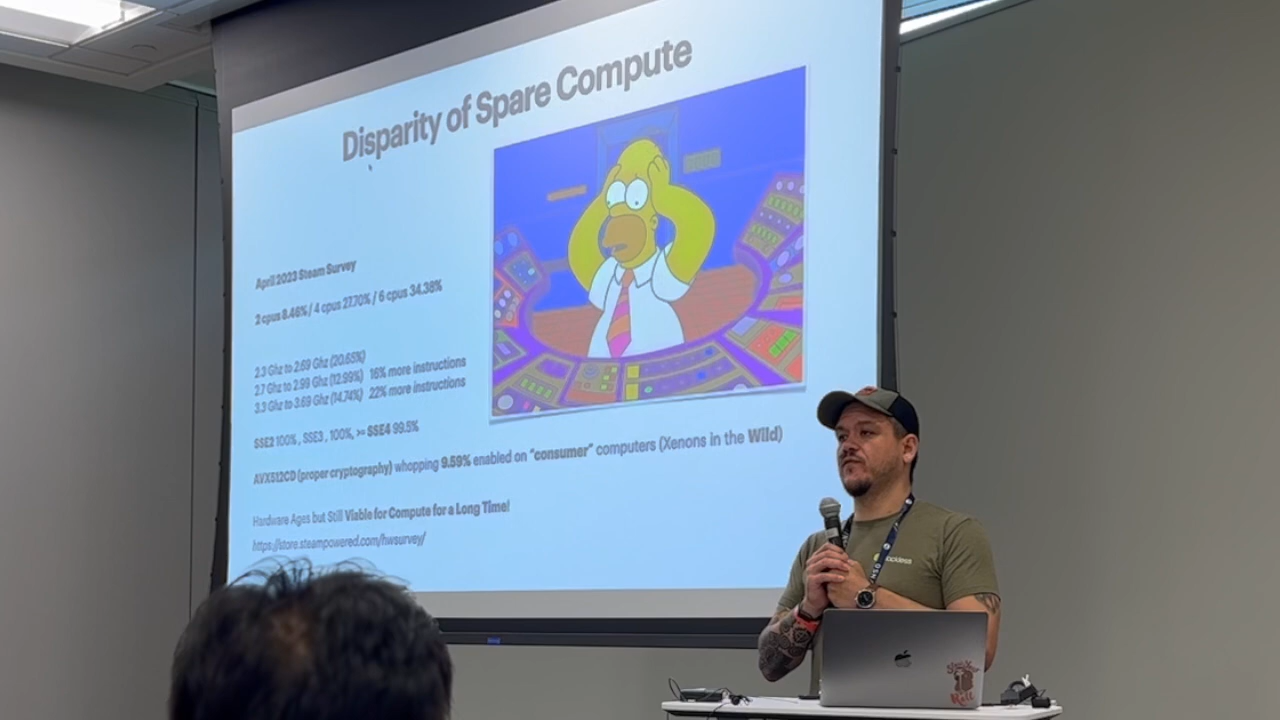 Disparity of Spare Compute
April 2023 Steam Survey
2 cpus 8.46% / 4 cpus 27.70% / 6 cpus 34.38%
2.3 Ghz to 2.69 Ghz (20.65%)
2.7 Ghz to 2.99 Ghz (12.99%) 16% more instructions
3.3 Ghz to 3.69 Ghz (14.74%) 22% more instructions
SSE2 100% , SSE3 , 100%, >= SSE4 99.5%
AVX512CD (proper cryptography) whopping 9.59% enabled on "consumer" computers (Xenons in the Wild)
Hardware Ages but Still Viable for Compute for a Long Time!
https://store.steampowered.com/hwsurvey/